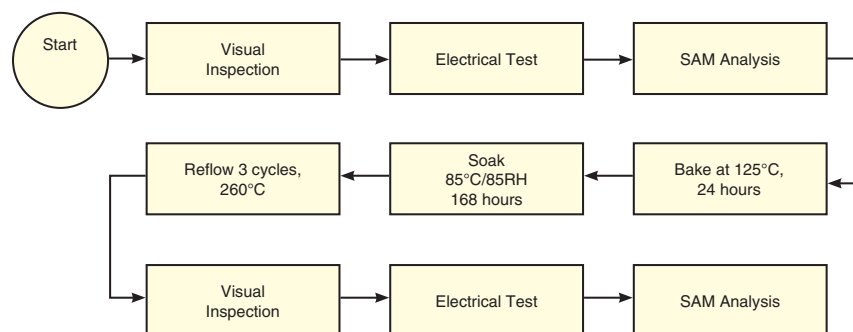 Start
Visual
Inspection
Electrical Test
SAM Analysis
Reflow 3 cycles,
260°C
Soak
85°C/85RH
168 hours
Bake at 125°C,
24 hours
Visual
Inspection
Electrical Test
SAM Analysis